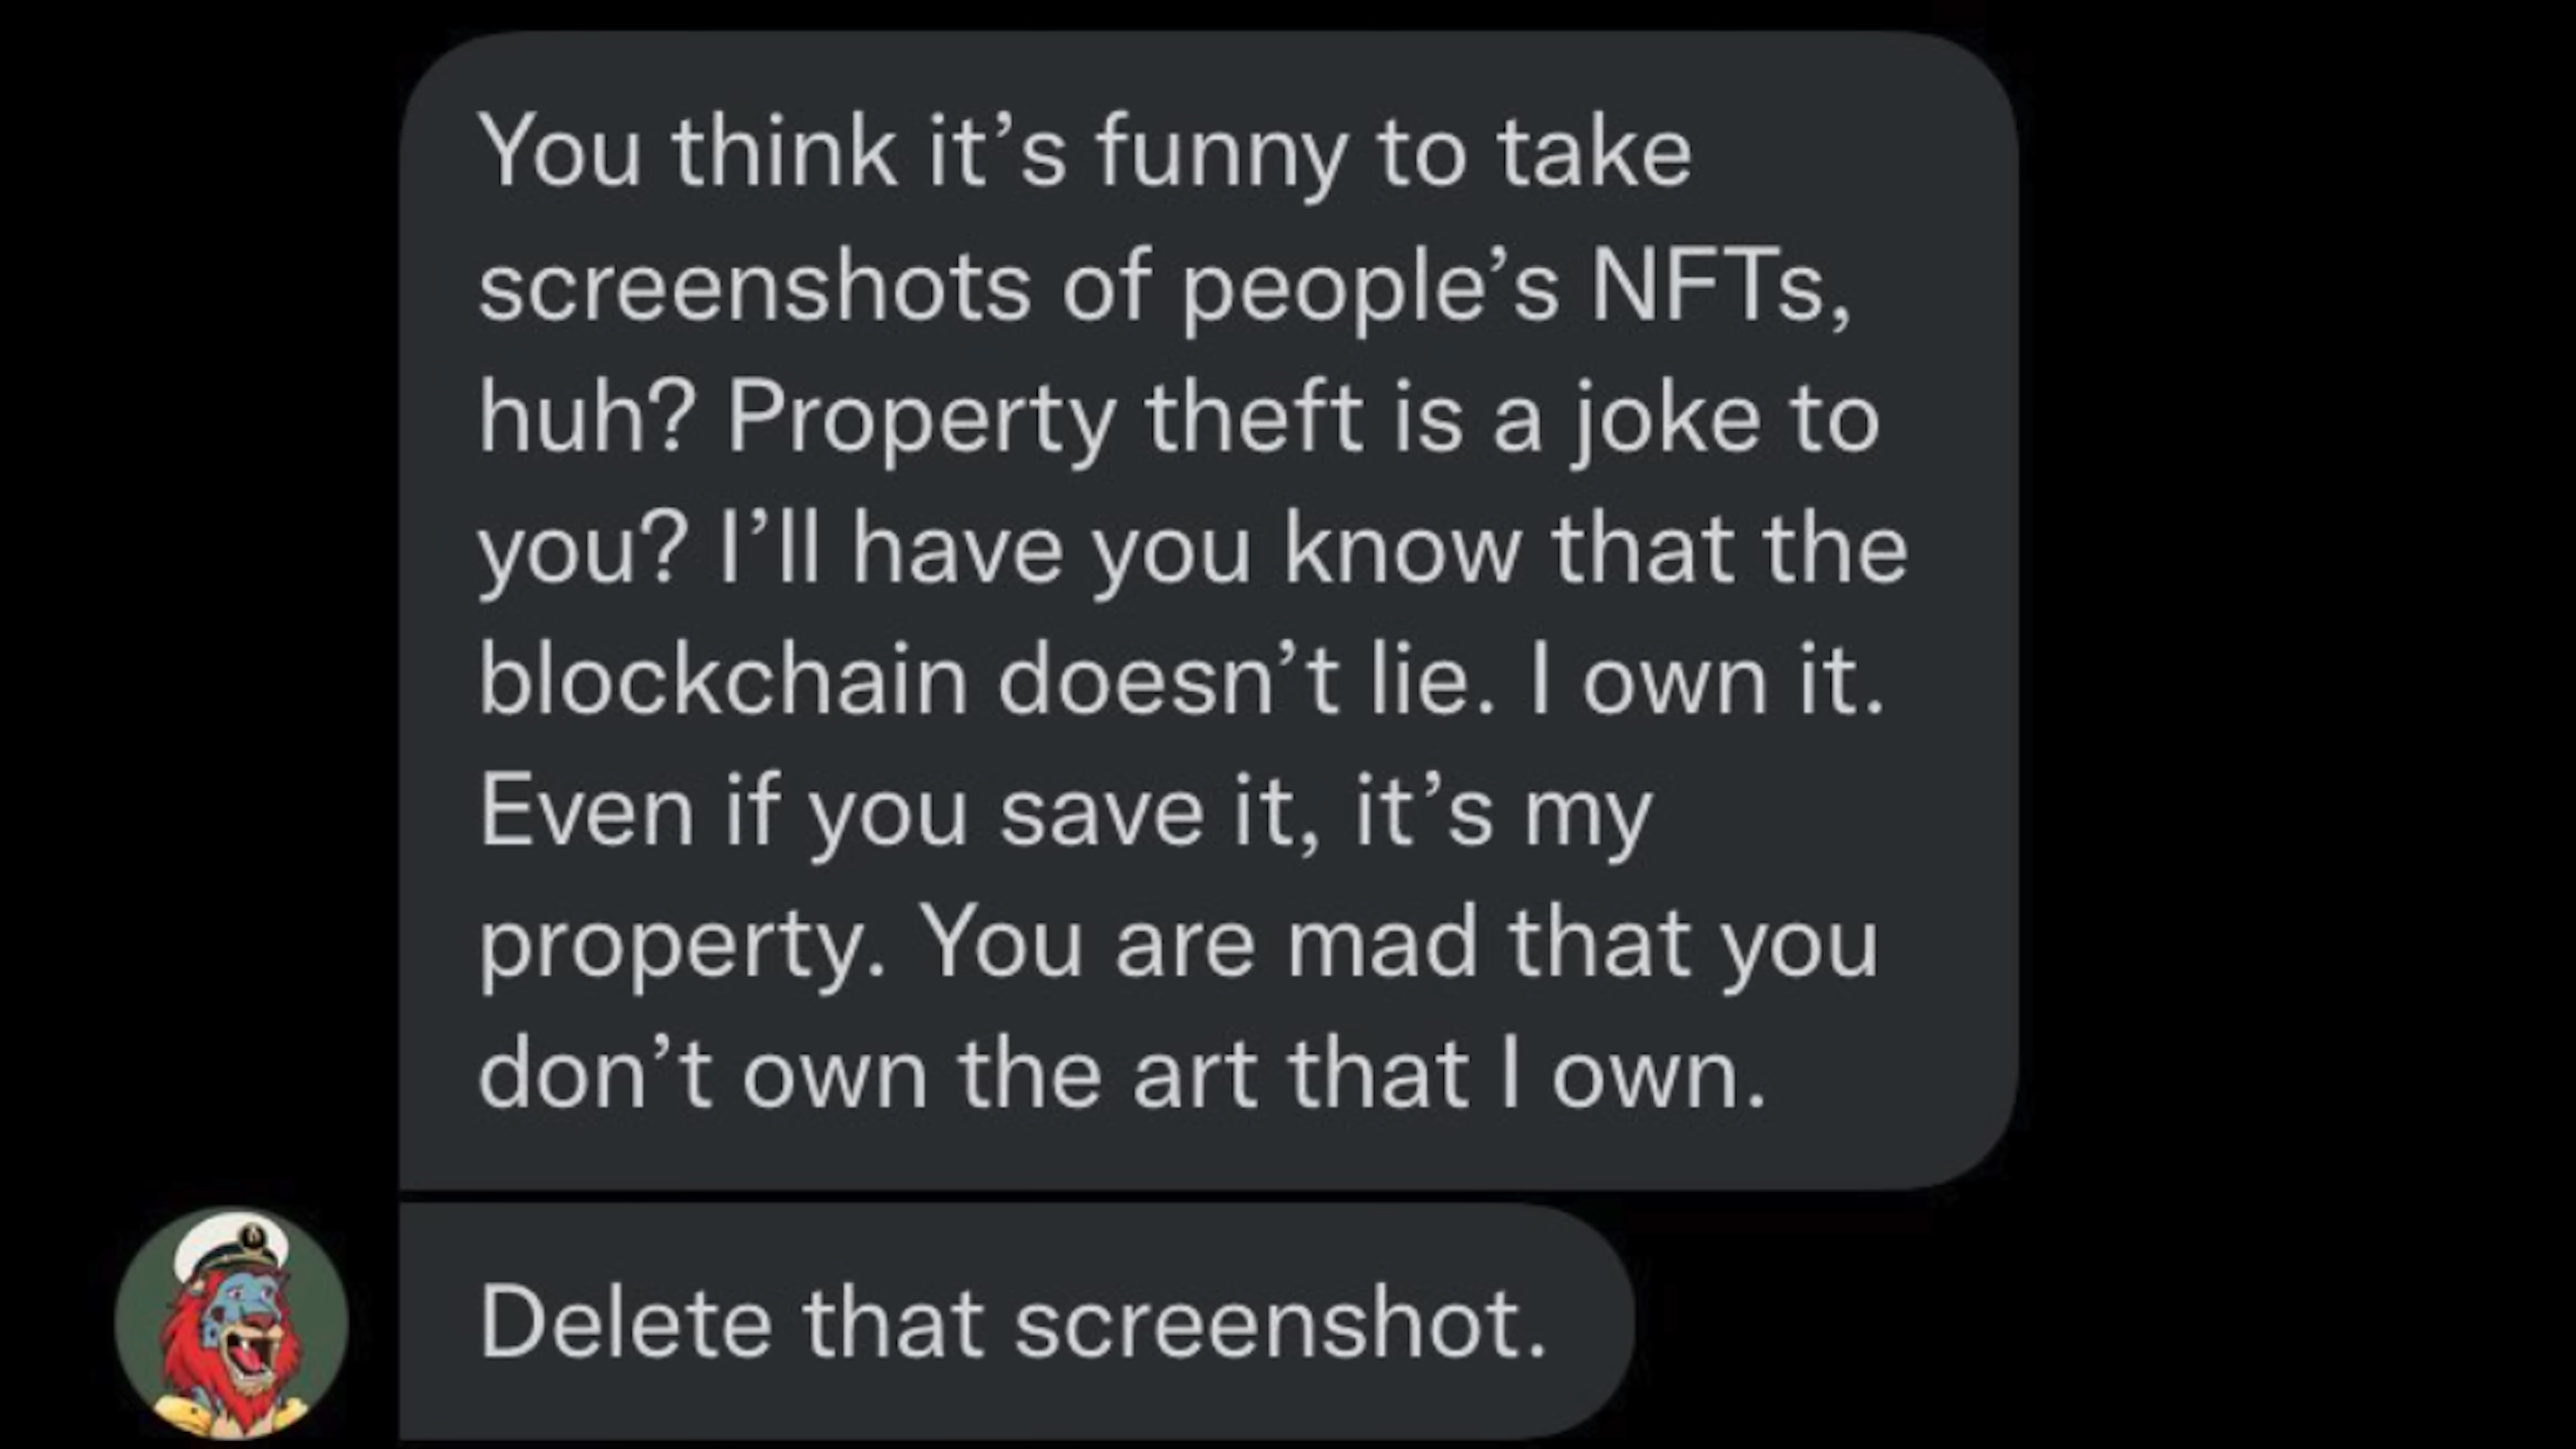 You think it’s funny to take
screenshots of people’s NFTs,
huh? Property theft is a joke to
you? I’ll have you know that the
blockchain doesn’t lie. I own it.
Even if you save it, it’s my
property. You are mad that you
don’t own the art that I own.
Delete that screenshot.